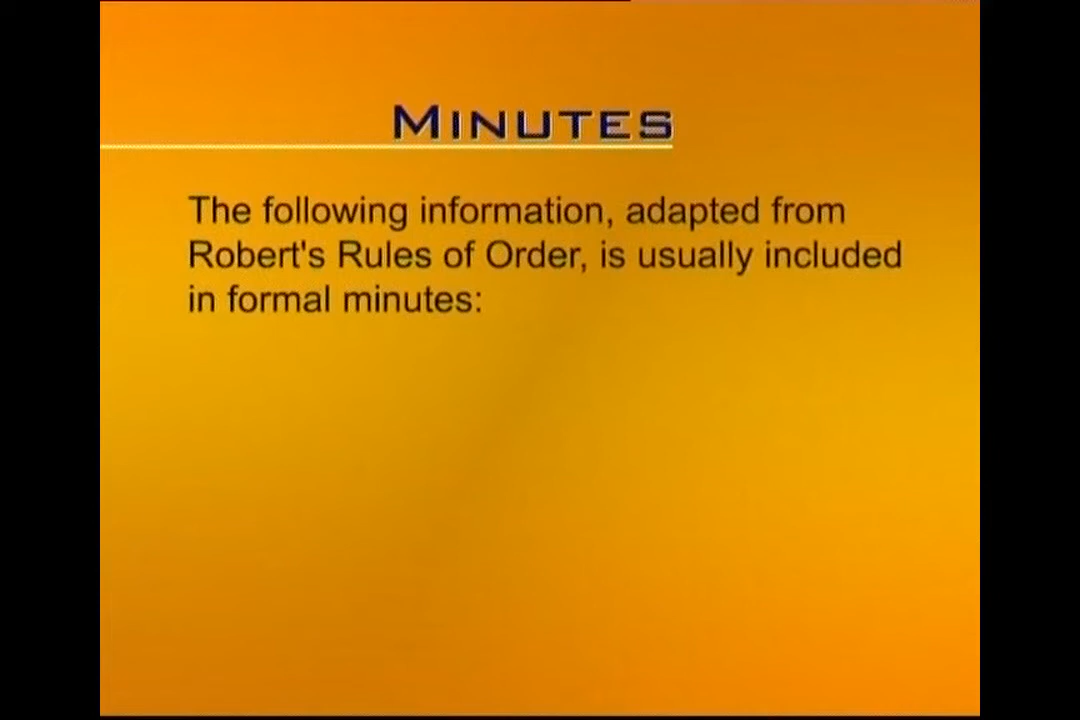 MINUTES
The following information, adapted from
Robert's Rules of Order, is usually included
in formal minutes: